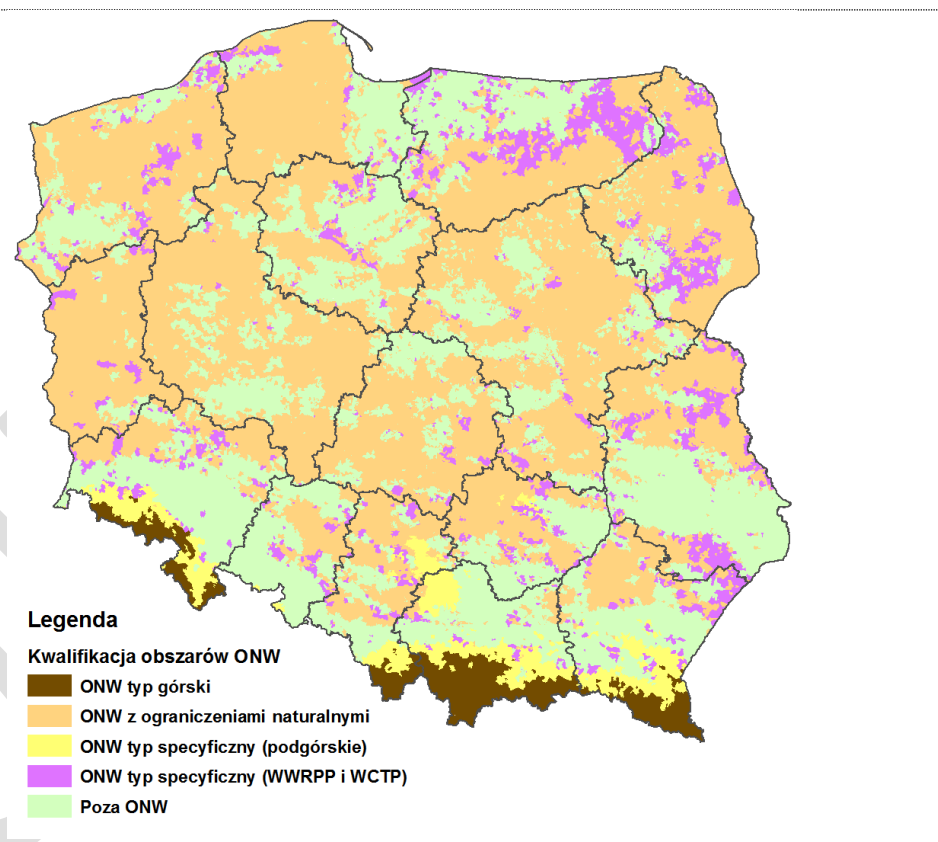 Legenda
Kwalifikacja obszarów ONW
ONW typ górski
ONW z ograniczeniami naturalnymi
ONW typ specyficzny (podgórskie)
ONW typ specyficzny (WWRPP i WCTP)
Poza ONW